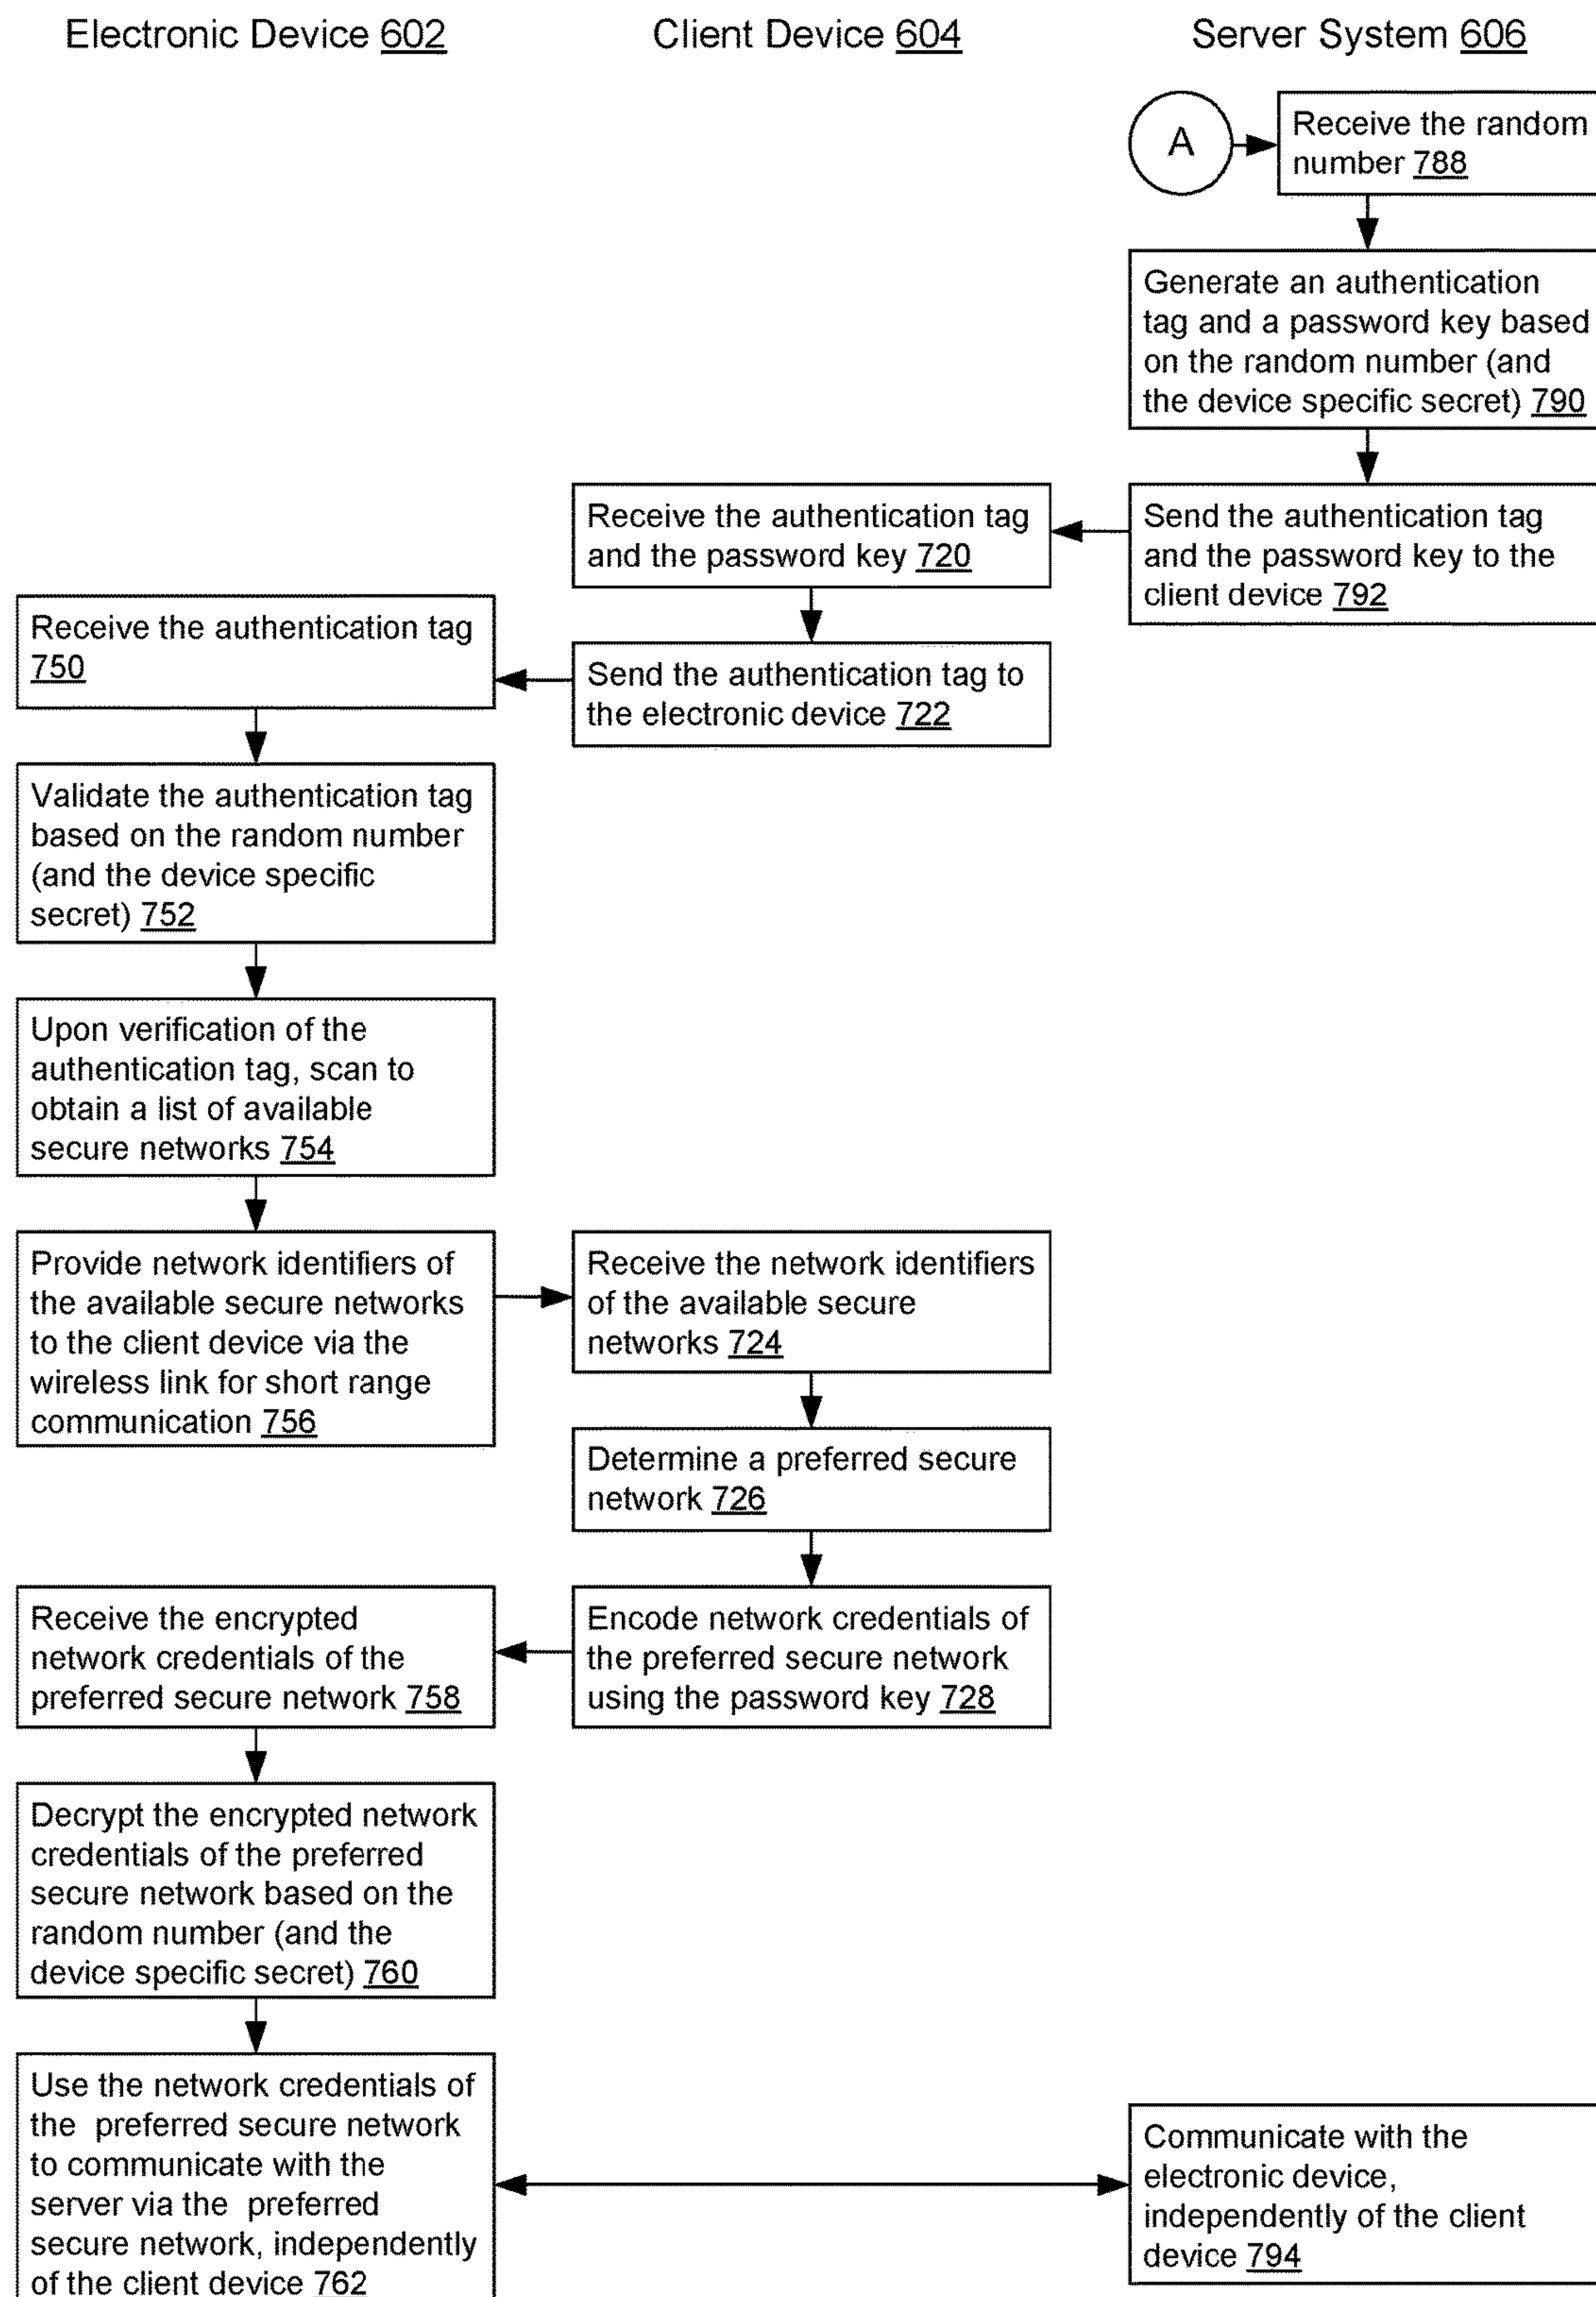 Electronic Device 602
Client Device 604
Server System 606
A
Receive the random
number 788
Generate an authentication
tag and a password key based
on the random number (and
the device specific secret) 790
Send the authentication tag
and the password key to the
client device 792
Receive the authentication tag
and the password key 720
Send the authentication tag to
the electronic device 722
Receive the authentication tag
750
Validate the authentication tag
based on the random number
(and the device specific
secret) 752
Upon verification of the
authentication tag, scan to
obtain a list of available
secure networks 754
Provide network identifiers of
the available secure networks
to the client device via the
wireless link for short range
communication 756
Receive the network identifiers
of the available secure
networks 724
Determine a preferred secure
network 726
Encode network credentials of
the preferred secure network
using the password key 728
Receive the encrypted
network credentials of the
preferred secure network 758
Decrypt the encrypted network
credentials of the preferred
secure network based on the
random number (and the
device specific secret) 760
Use the network credentials of
the preferred secure network
to communicate with the
server via the preferred
secure network, independently
of the client device 762
Communicate with the
electronic device,
independently of the client
device 794